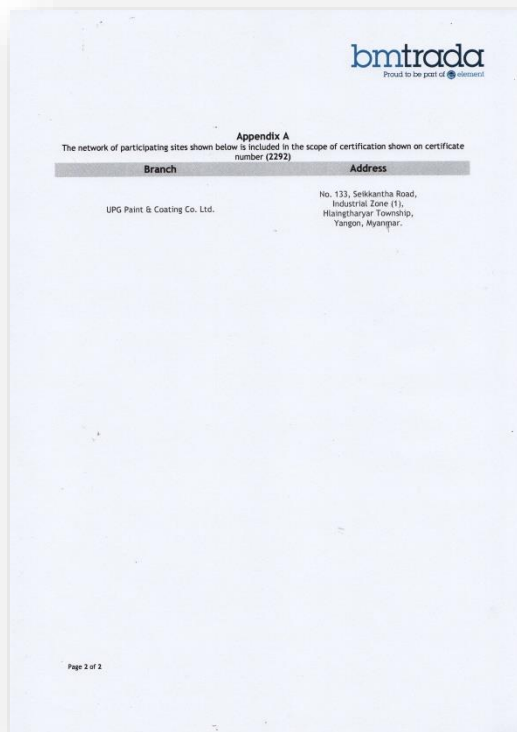 bmtrada
Proud to be part of element
Appendix A
The network of participating sites shown below is included in the scope of certification shown on certificate
number (2292)
Branch Address
UPG Paint & Coating Co. Ltd.
No. 133, Seikkantha Road,
Industrial Zone (1),
Hlaingtharyar Township,
Yangon, Myanmar.
Page 2 of 2